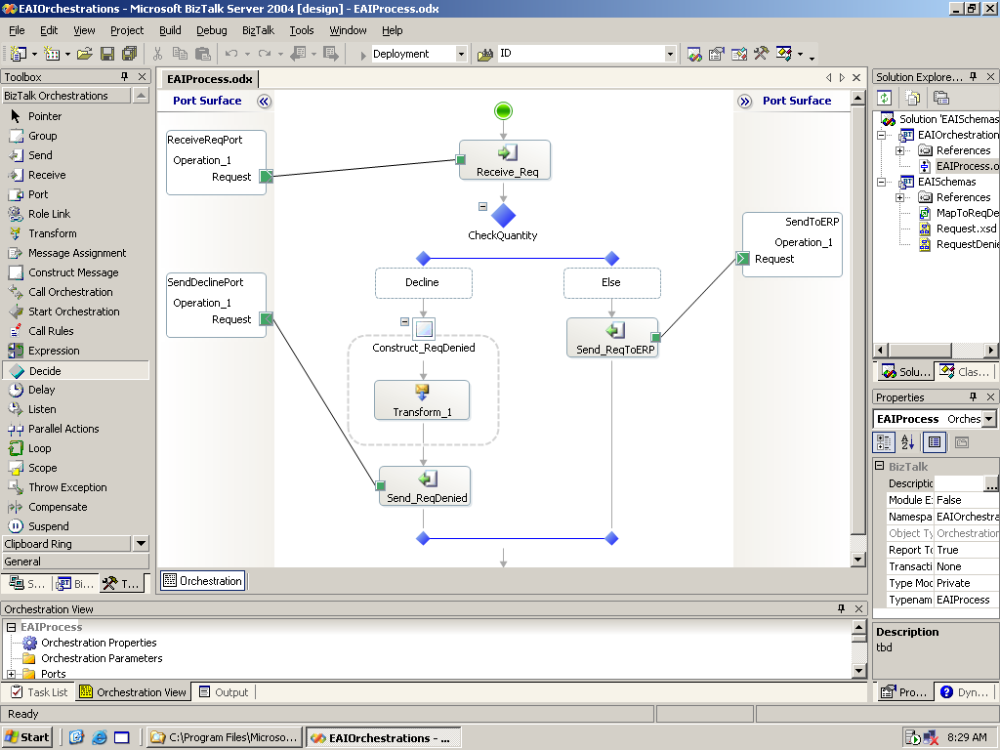 EAIOrchestrations - Microsoft BizTalk Server 2004 [design] - EAIProcess.odx
File Edit View Project Build Debug BizTalk Tools Window Help
Deployment ID
Toolbox
BizTalk Orchestrations
Pointer
Group
Send
Receive
Port
Role Link
Transform
Message Assignment
Construct Message
Call Orchestration
Start Orchestration
Call Rules
Expression
Decide
Delay
Listen
Parallel Actions
Loop
Scope
Throw Exception
Compensate
Suspend
Clipboard Ring
General
S... Bi... T...
EAIProcess.odx
Port Surface
Port Surface
ReceiveReqPort
Operation_1
Request
Receive_Req
CheckQuantity
SendToERP
Operation_1
Request
SendDeclinePort
Operation_1
Request
Decline
Else
Construct_ReqDenied
Send_ReqToERP
Transform_1
Send_ReqDenied
Orchestration
Solution Explore...
Solution 'EAISchemas
EAIOrchestration
References
EAIProcess.o
EAISchemas
References
MapToReqDe
Request.xsd
RequestDenie
Solu... Clas...
Properties
EAIProcess Orches
BizTalk
Descriptic
Module E: False
Namespa EAIOrchestra
Object Ty Orchestration
Report To True
Transacti None
Type Moc Private
Typenam EAIProcess
Description
tbd
Pro... Dyn...
Orchestration View
EAIProcess
Orchestration Properties
Orchestration Parameters
Ports
Task List Orchestration View Output
Ready
Start C:\Program Files\Microso... EAIOrchestrations - ... 8:29 AM